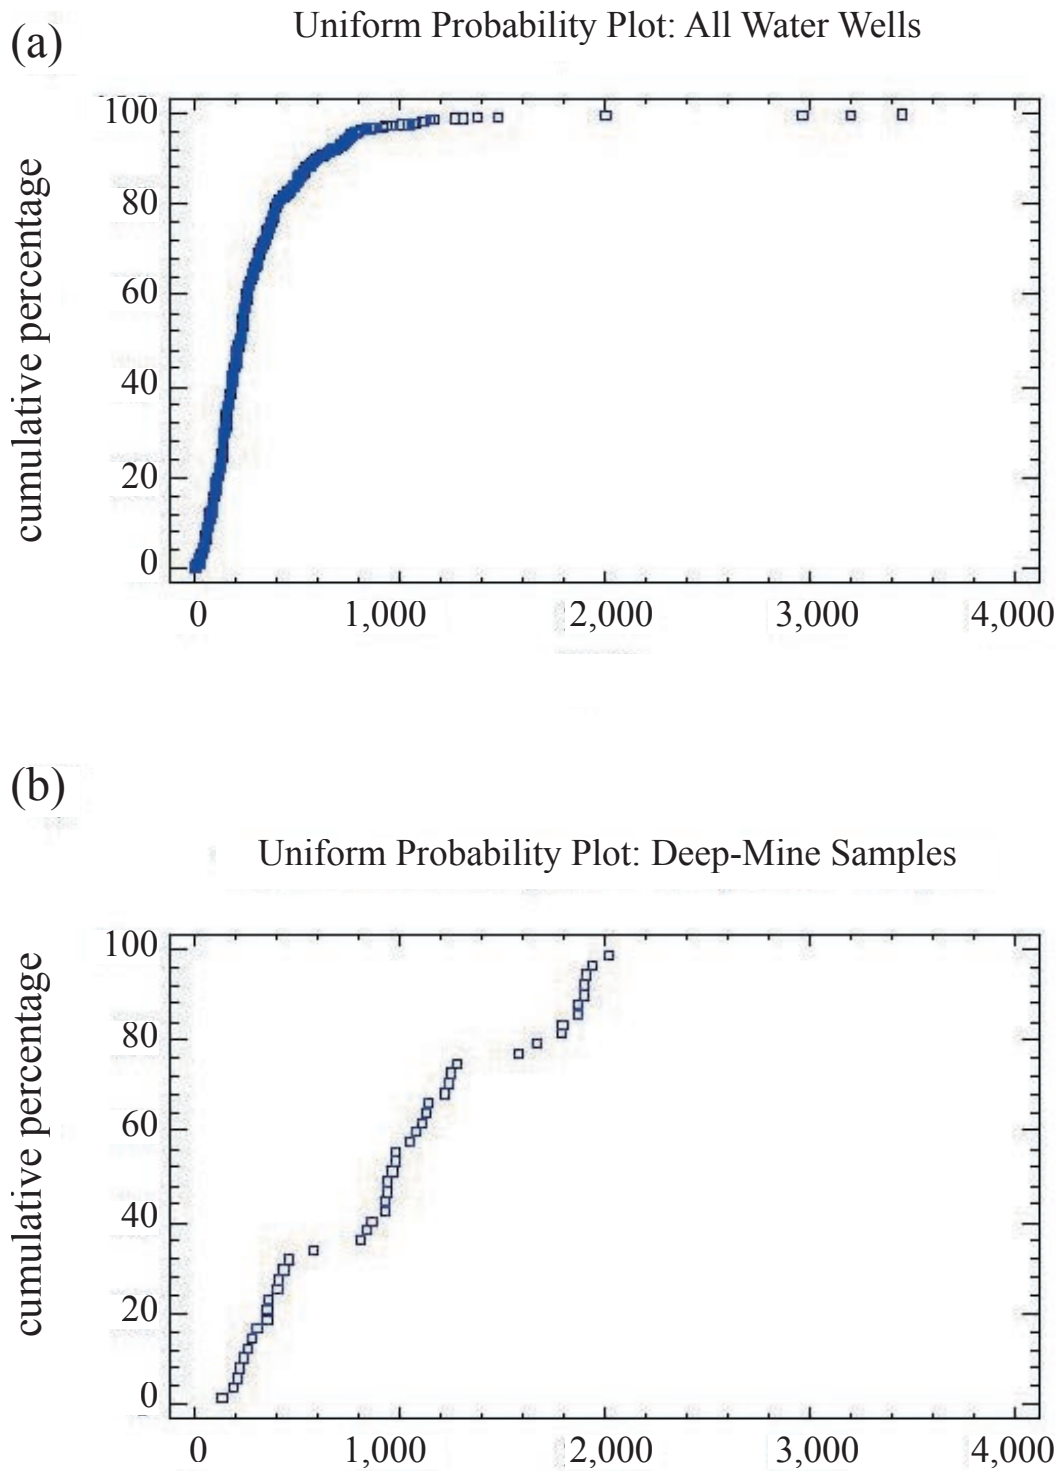 (a)
Uniform Probability Plot: All Water Wells
cumulative percentage
100
80
60
40
20
0
0 1,000 2,000 3,000 4,000
(b)
Uniform Probability Plot: Deep-Mine Samples
cumulative percentage
100
80
60
40
20
0
0 1,000 2,000 3,000 4,000